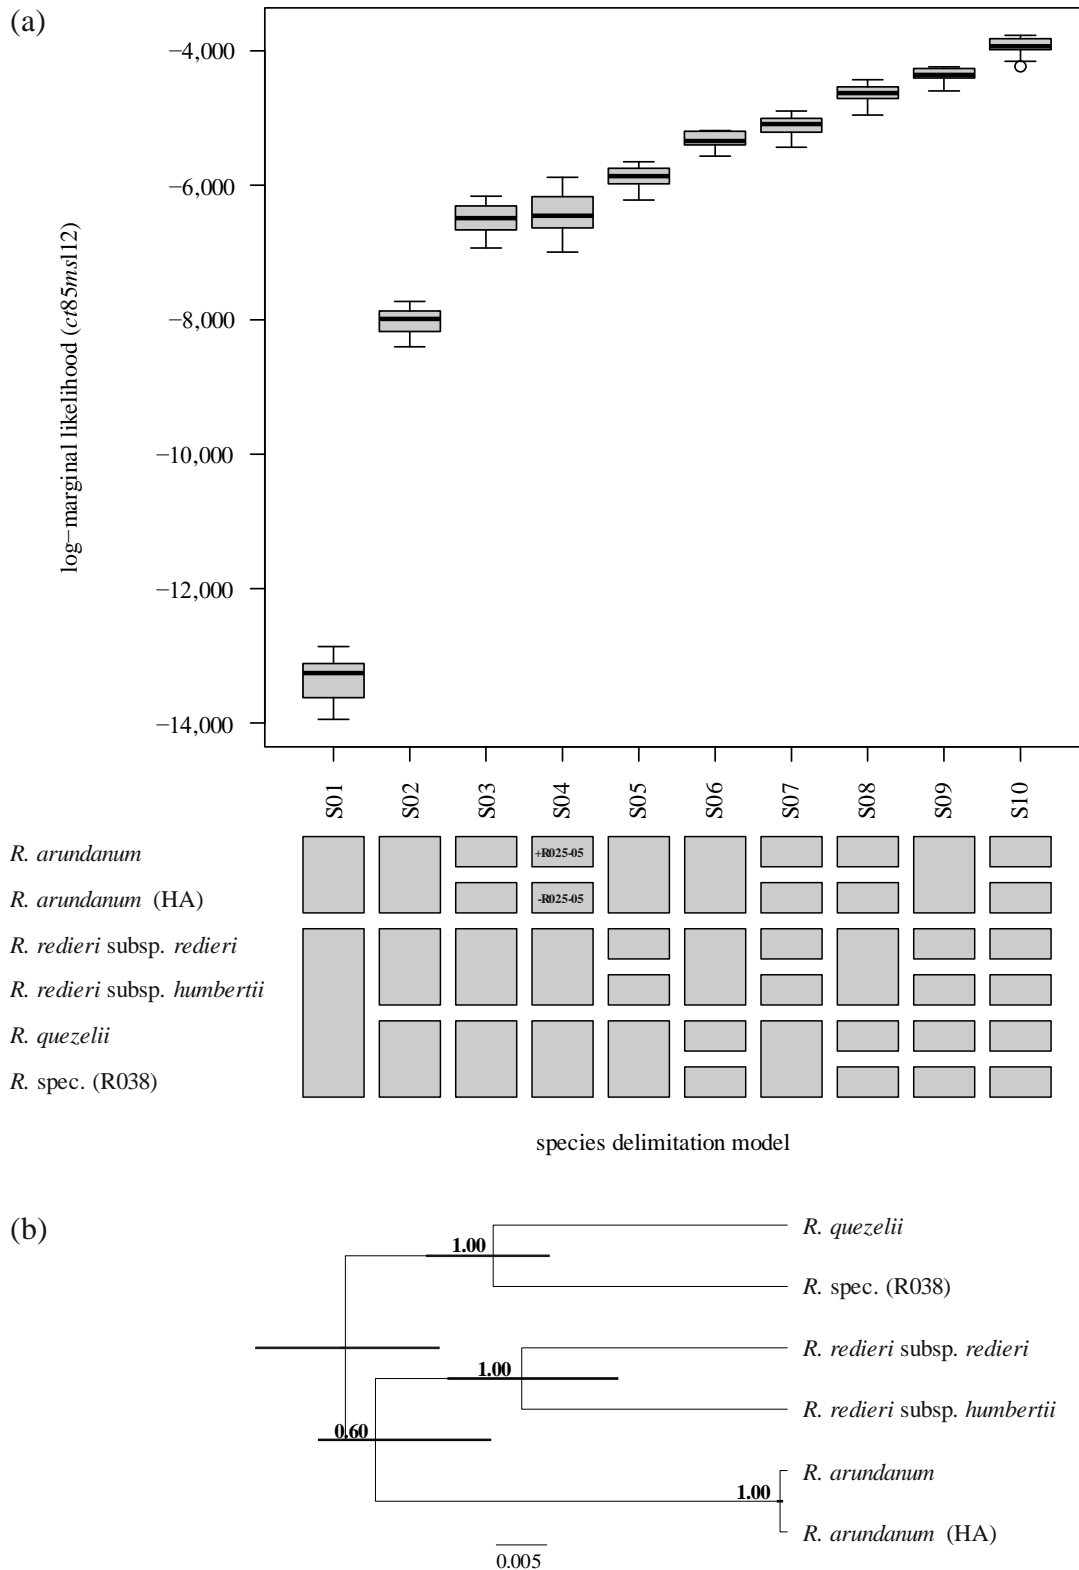 (a)
log−marginal likelihood (ct85msl12)
−4,000
−6,000
−8,000
−10,000
−12,000
−14,000
S01 S02 S03 S04 S05 S06 S07 S08 S09 S10
R. arundanum
+R025-05
R. arundanum (HA)
-R025-05
R. redieri subsp. redieri
R. redieri subsp. humbertii
R. quezelii
R. spec. (R038)
species delimitation model
(b)
R. quezelii
1.00
R. spec. (R038)
R. redieri subsp. redieri
1.00
R. redieri subsp. humbertii
0.60
R. arundanum
1.00
R. arundanum (HA)
0.005